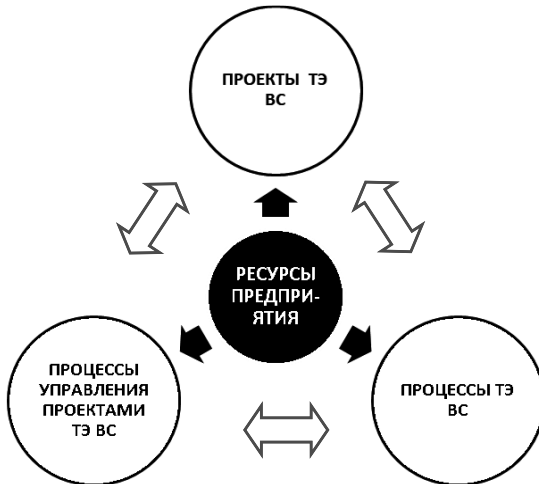 ПРОЕКТЫ ТЭ
ВС
РЕСУРСЫ
ПРЕДПРИ-
ЯТИЯ
ПРОЦЕССЫ
УПРАВЛЕНИЯ
ПРОЕКТАМИ
ТЭ ВС
ПРОЦЕССЫ ТЭ
ВС